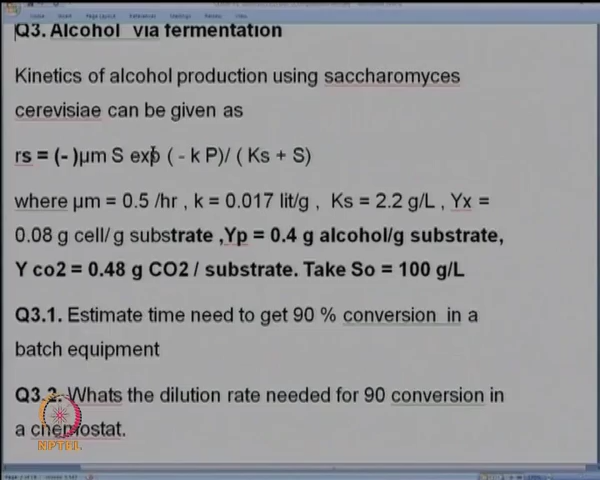 Q3. Alcohol via fermentation
Kinetics of alcohol production using saccharomyces
cerevisiae can be given as
rs = (- )µm S exp ( - k P)/ ( Ks + S)
where µm = 0.5 /hr , k = 0.017 lit/g , Ks = 2.2 g/L , Yx =
0.08 g cell/ g substrate ,Yp = 0.4 g alcohol/g substrate,
Y co2 = 0.48 g CO2 / substrate. Take So = 100 g/L
Q3.1. Estimate time need to get 90 % conversion in a
batch equipment
Q3.2. Whats the dilution rate needed for 90 conversion in
a chemostat.
NPTEL